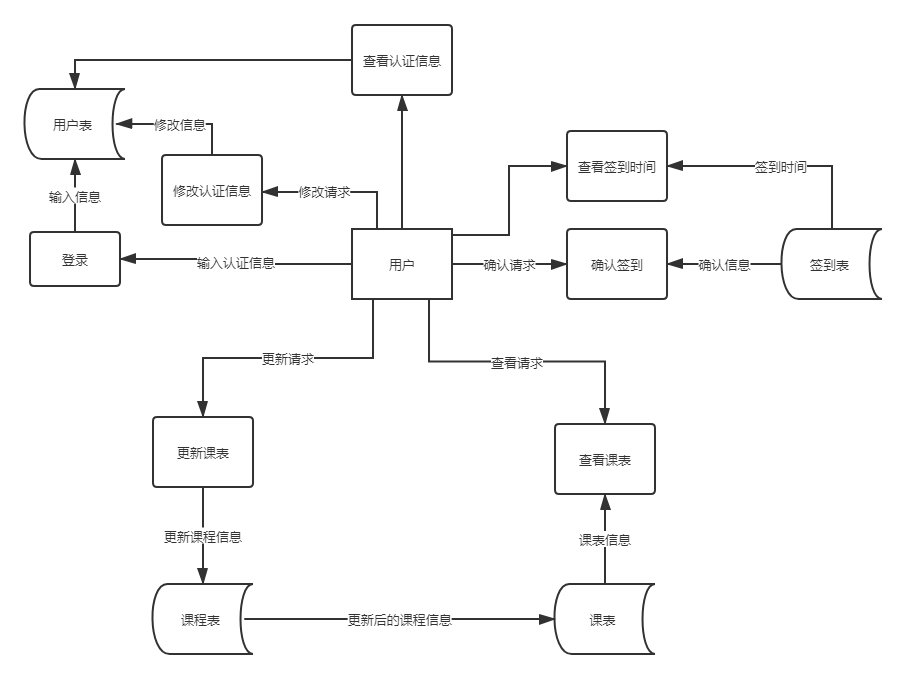 查看认证信息
用户表
修改信息
查看签到时间
签到时间
修改认证信息
修改请求
输入信息
登录
输入认证信息
用户
确认请求
确认签到
确认信息
签到表
更新请求
查看请求
更新课表
查看课表
更新课程信息
课表信息
课程表
更新后的课程信息
课表